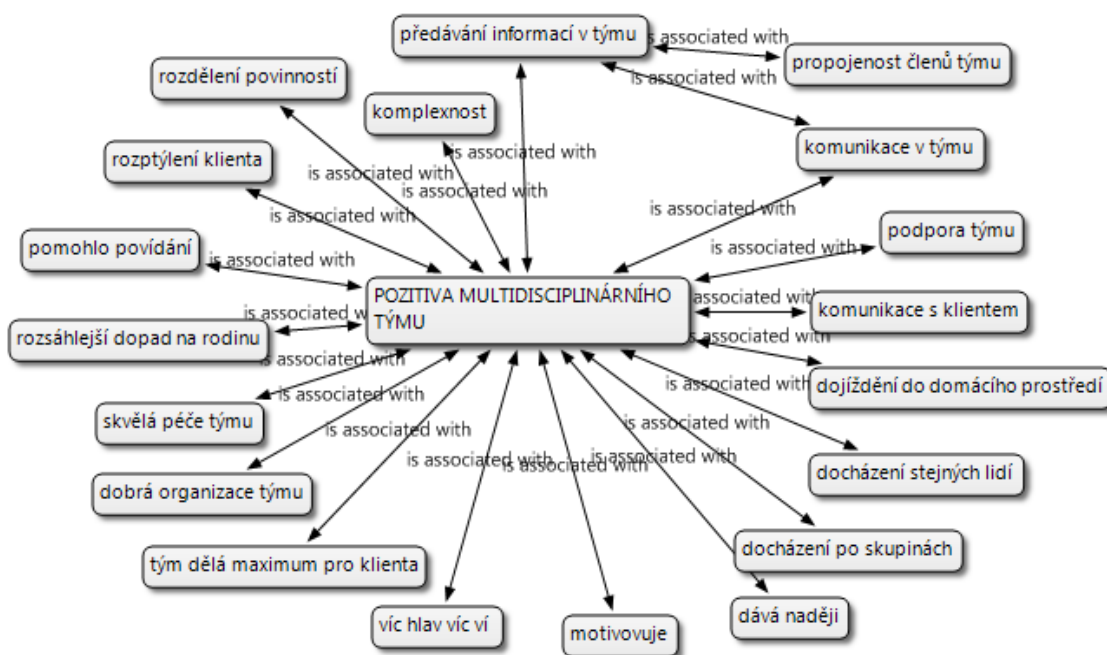 předávání informací v týmu
is associated with
propojenost členů týmu
is associated with
rozdělení povinností
komplexnost
komunikace v týmu
rozptýlení klienta
is associated with
is associated with
is associated with
is associated with
is associated with
podpora týmu
pomohlo povídání
is associated with
is associated with
POZITIVA MULTIDISCIPLINÁRNÍHO
TÝMU
is associated with
komunikace s klientem
rozsáhlejší dopad na rodinu
is associated with
is associated with
is associated with
dojíždění do domácího prostředí
is associated with
is associated with
skvělá péče týmu
is associated with
is associated with
is associated with
is associated with
docházení stejných lidí
dobrá organizace týmu
docházení po skupinách
tým dělá maximum pro klienta
dává naději
víc hlav víc ví
motivovuje